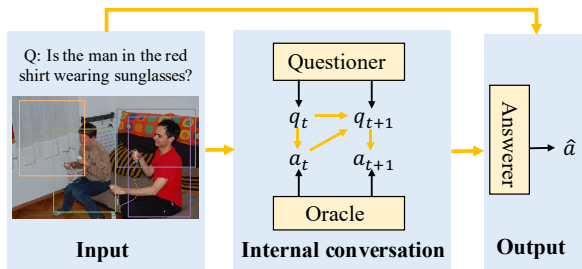 Q: Is the man in the red
shirt wearing sunglasses?
Input
Questioner
q_t
q_{t+1}
a_t
a_{t+1}
Oracle
Internal conversation
Answerer
â
Output